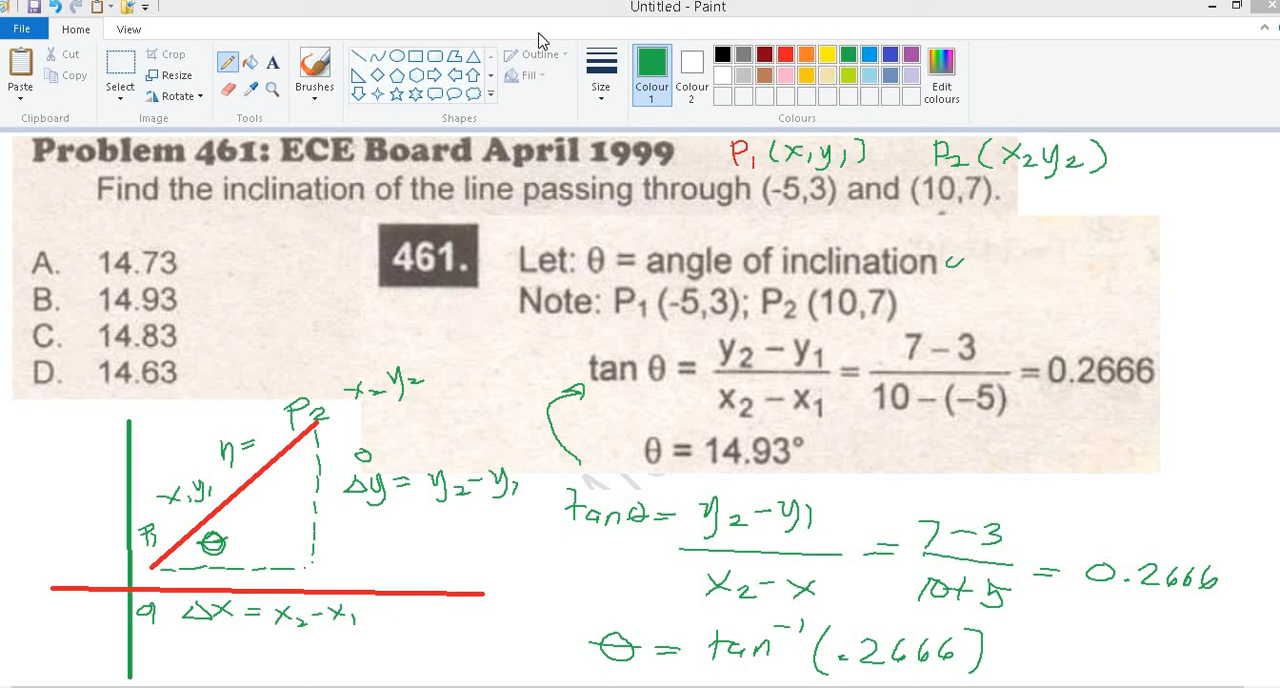 Untitled - Paint
File Home View
Paste
Cut
Copy
Clipboard
Select
Crop
Resize
Rotate
Image
A
Tools
Brushes
Outline
Fill
Shapes
Size
Colour 1
Colour 2
Edit colours
Colours
Problem 461: ECE Board April 1999 P₁(x,y₁) P₂(x₂y₂)
Find the inclination of the line passing through (-5,3) and (10,7).
A. 14.73
B. 14.93
C. 14.83
D. 14.63
461. Let: θ = angle of inclination
Note: P₁ (-5,3); P₂ (10,7)
tan θ = (y₂ – y₁)/(x₂ – x₁) = (7 – 3)/(10 – (-5)) = 0.2666
θ = 14.93°
P2 x₂y₂
η =
x,y₁
P₁
θ
o
Δy = y₂-y₁
a Δx = x₂-x₁
tanθ = (y₂-y₁)/(x₂-x) = (7-3)/(10+5) = 0.2666
θ = tan⁻¹(.2666)